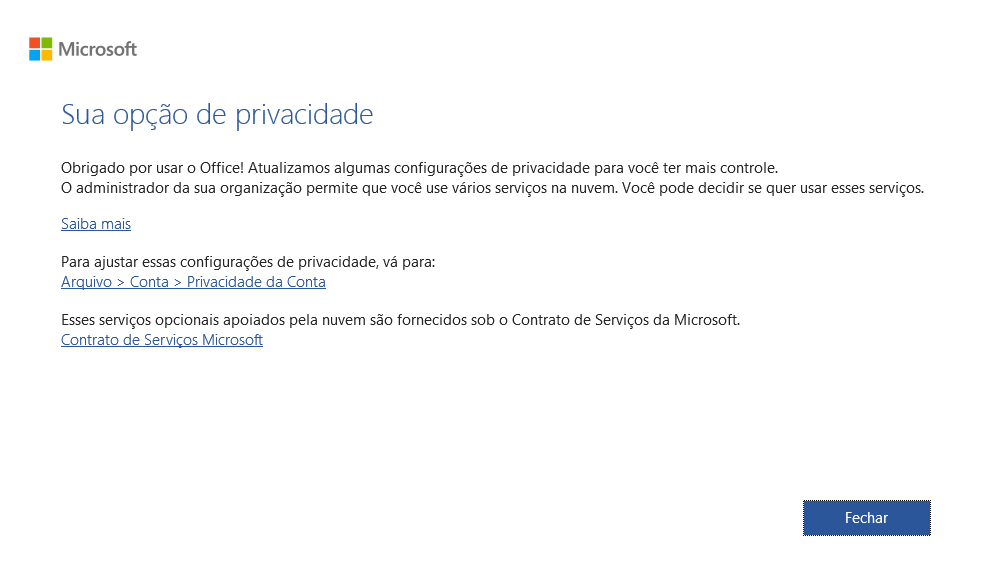 Microsoft
Sua opção de privacidade
Obrigado por usar o Office! Atualizamos algumas configurações de privacidade para você ter mais controle.
O administrador da sua organização permite que você use vários serviços na nuvem. Você pode decidir se quer usar esses serviços.
Saiba mais
Para ajustar essas configurações de privacidade, vá para:
Arquivo > Conta > Privacidade da Conta
Esses serviços opcionais apoiados pela nuvem são fornecidos sob o Contrato de Serviços da Microsoft.
Contrato de Serviços Microsoft
Fechar